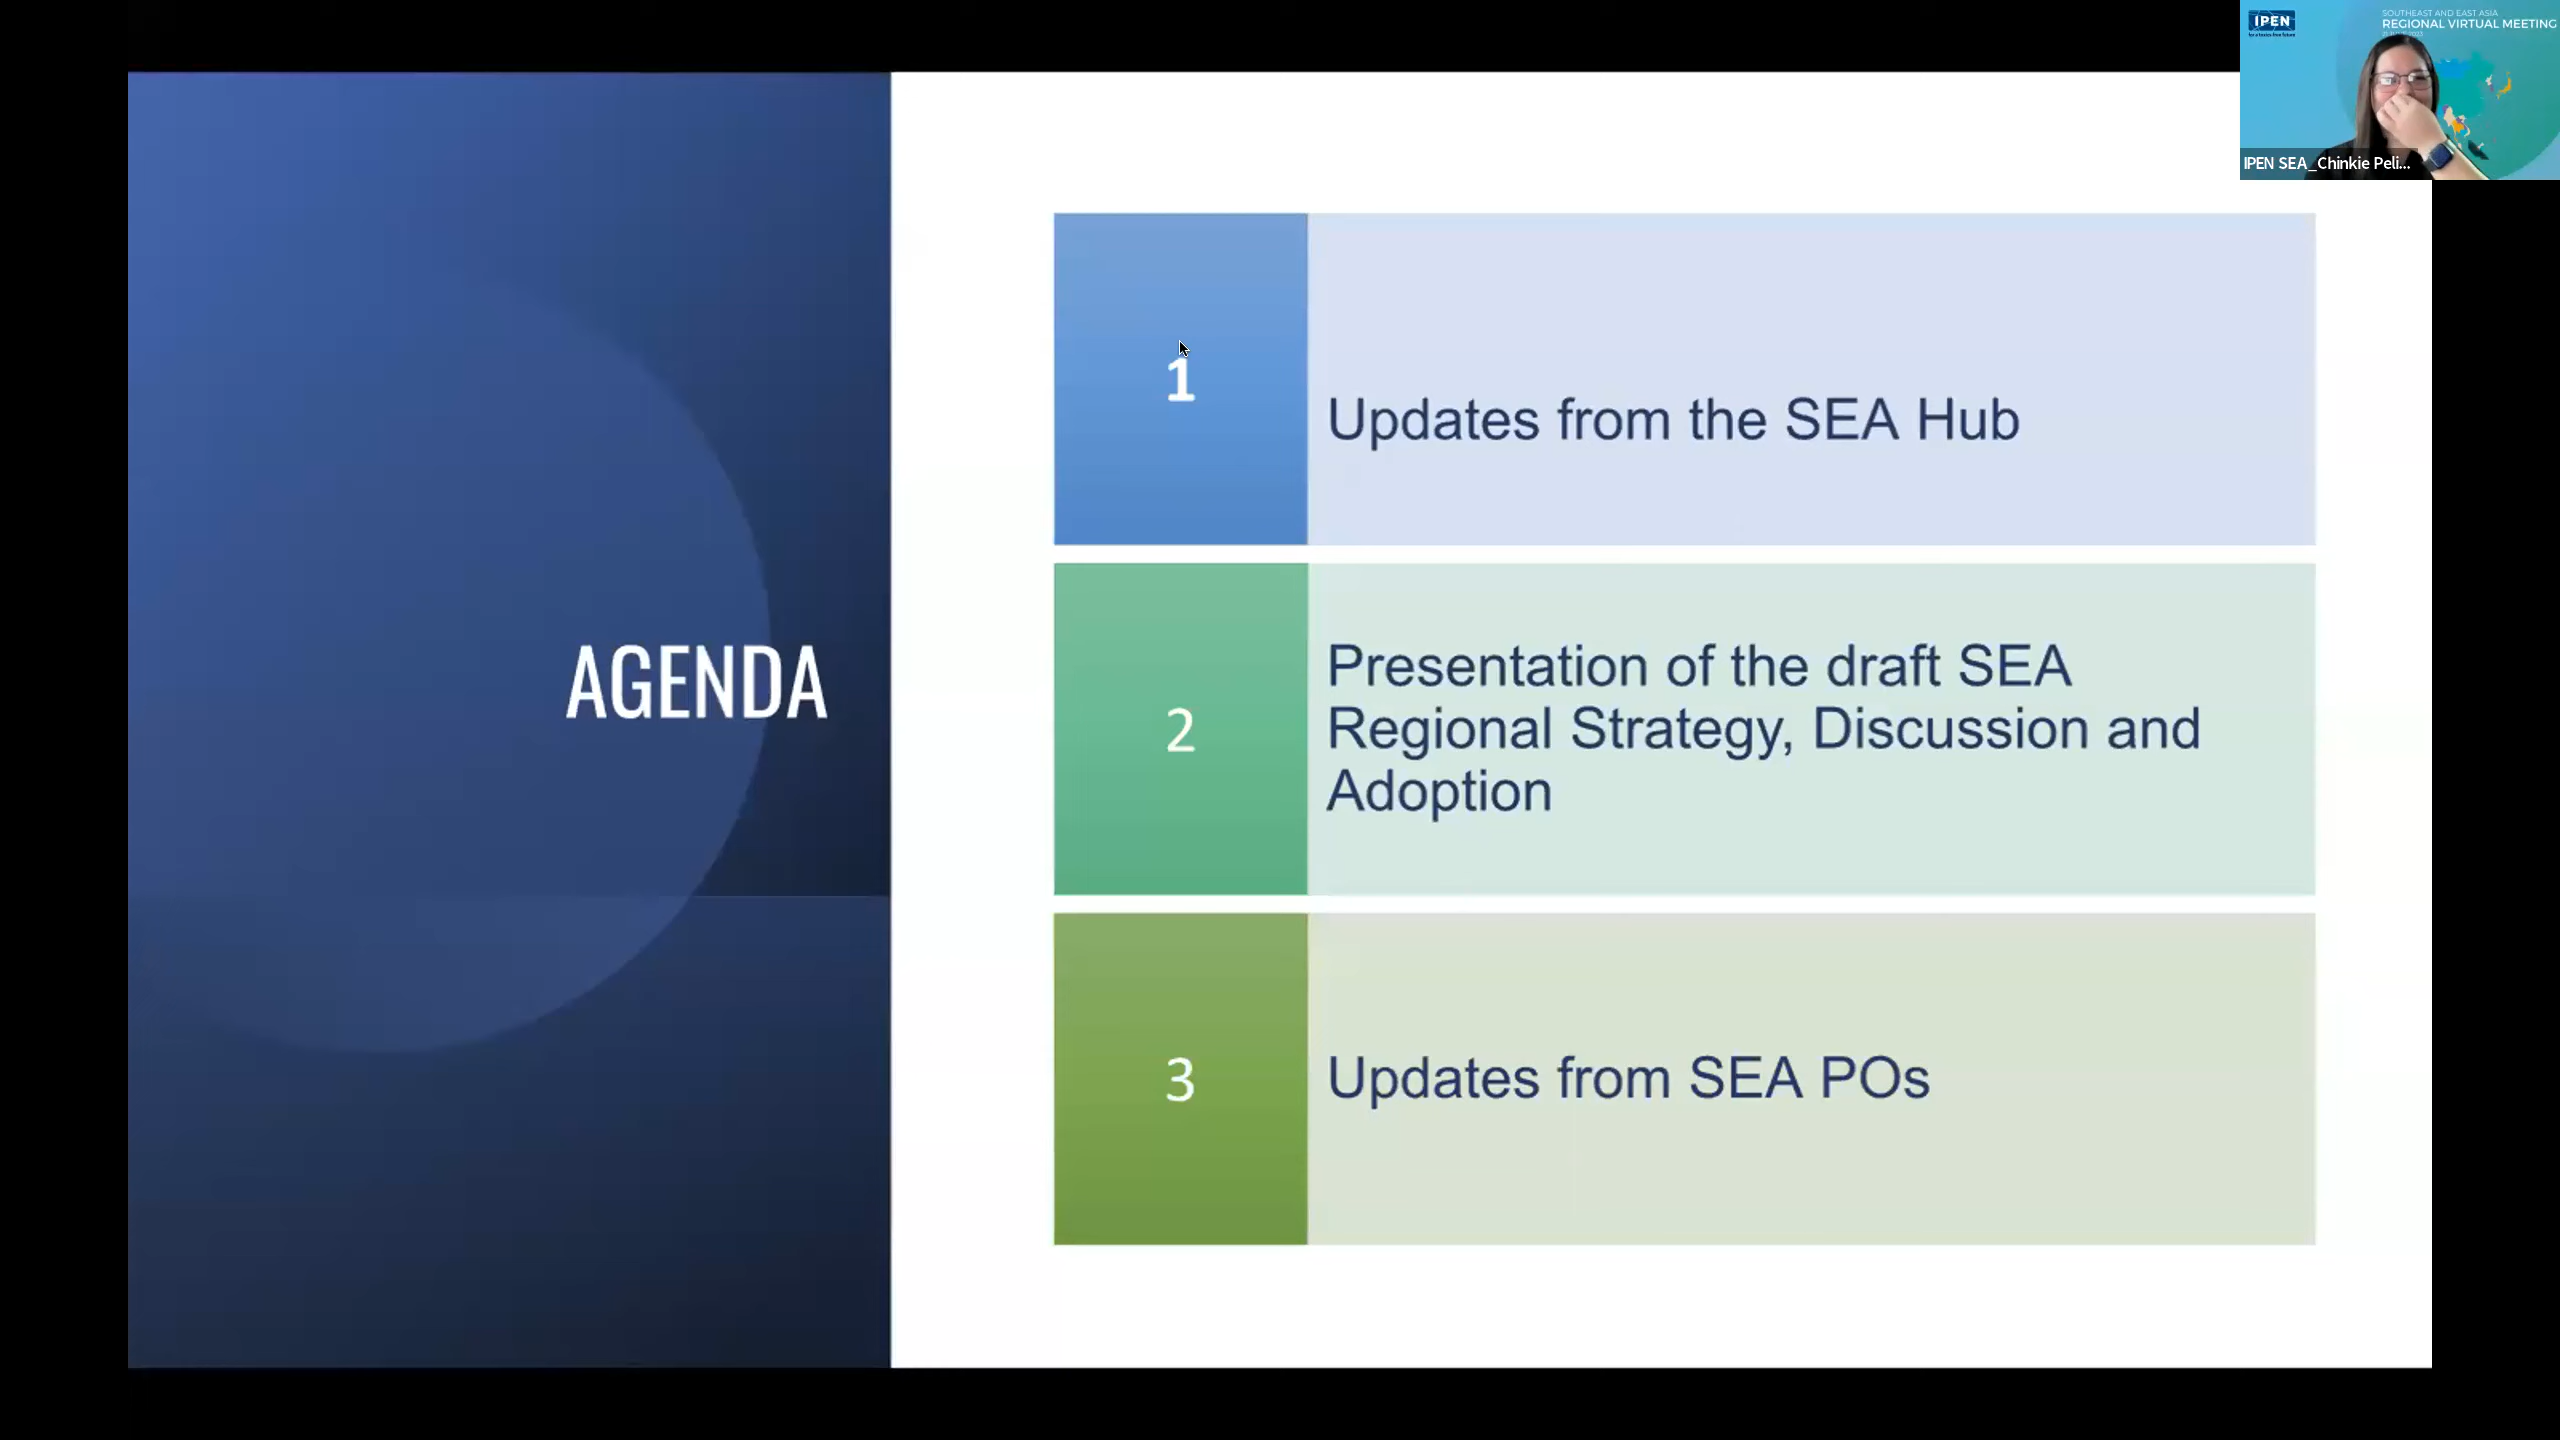 AGENDA
1
Updates from the SEA Hub
2
Presentation of the draft SEA
Regional Strategy, Discussion and
Adoption
3
Updates from SEA POs
IPEN
SOUTHEAST AND EAST ASIA
REGIONAL VIRTUAL MEETING
IPEN SEA_Chinkie Peli...